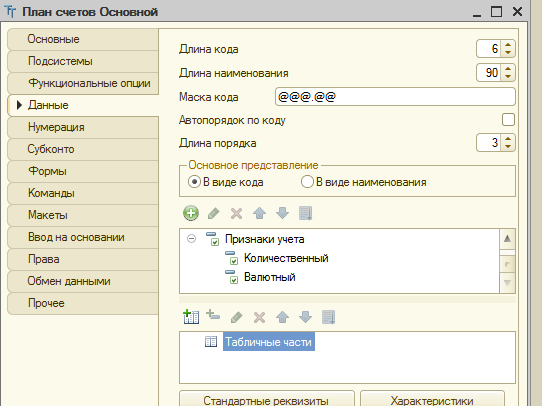 План счетов Основной
Основные
Подсистемы
Функциональные опции
Данные
Нумерация
Субконто
Формы
Команды
Макеты
Ввод на основании
Права
Обмен данными
Прочее
Длина кода 6
Длина наименования 90
Маска кода @@@.@@
Автопорядок по коду
Длина порядка 3
Основное представление
В виде кода В виде наименования
Признаки учета
Количественный
Валютный
Табличные части
Стандартные реквизиты Характеристики